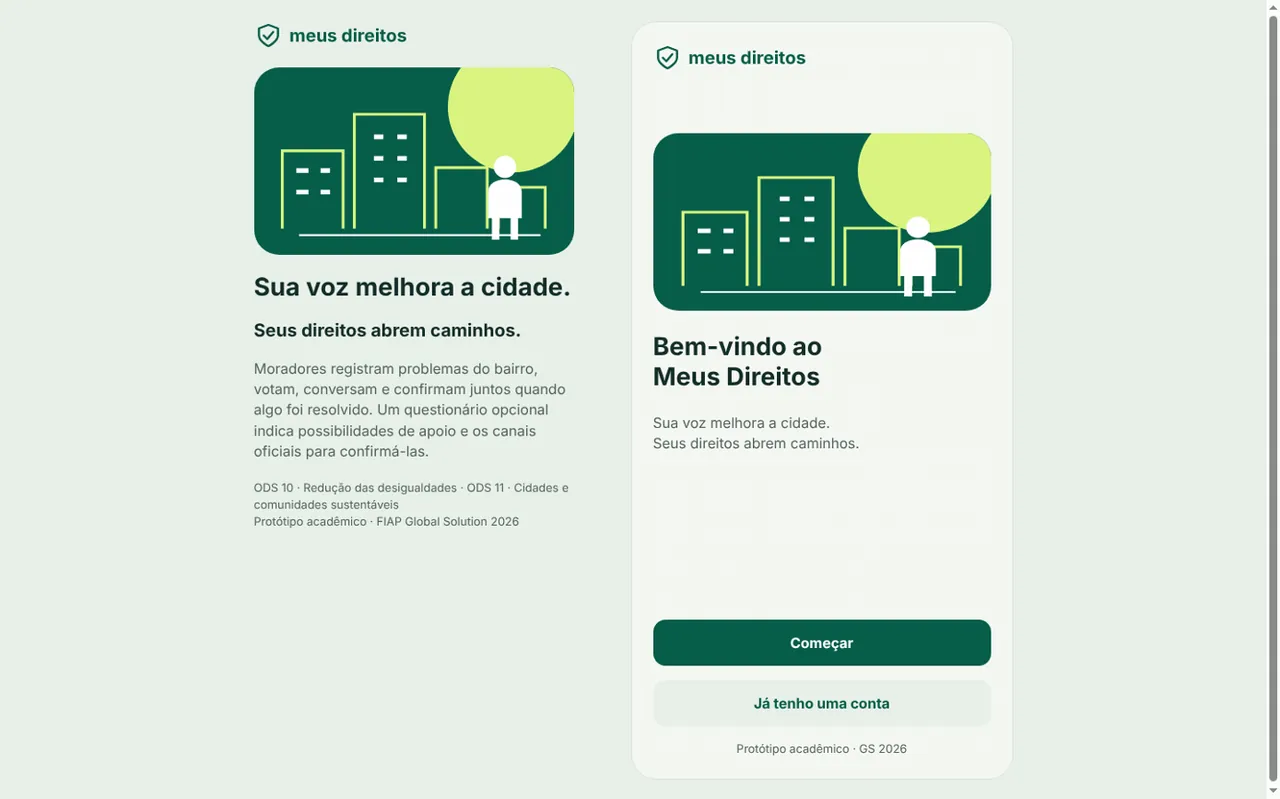 meus direitos
Sua voz melhora a cidade.
Seus direitos abrem caminhos.
Moradores registram problemas do bairro,
votam, conversam e confirmam juntos quando
algo foi resolvido. Um questionário opcional
indica possibilidades de apoio e os canais
oficiais para confirmá-las.
ODS 10 · Redução das desigualdades · ODS 11 · Cidades e
comunidades sustentáveis
Protótipo acadêmico · FIAP Global Solution 2026
meus direitos
Bem-vindo ao
Meus Direitos
Sua voz melhora a cidade.
Seus direitos abrem caminhos.
Começar
Já tenho uma conta
Protótipo acadêmico · GS 2026